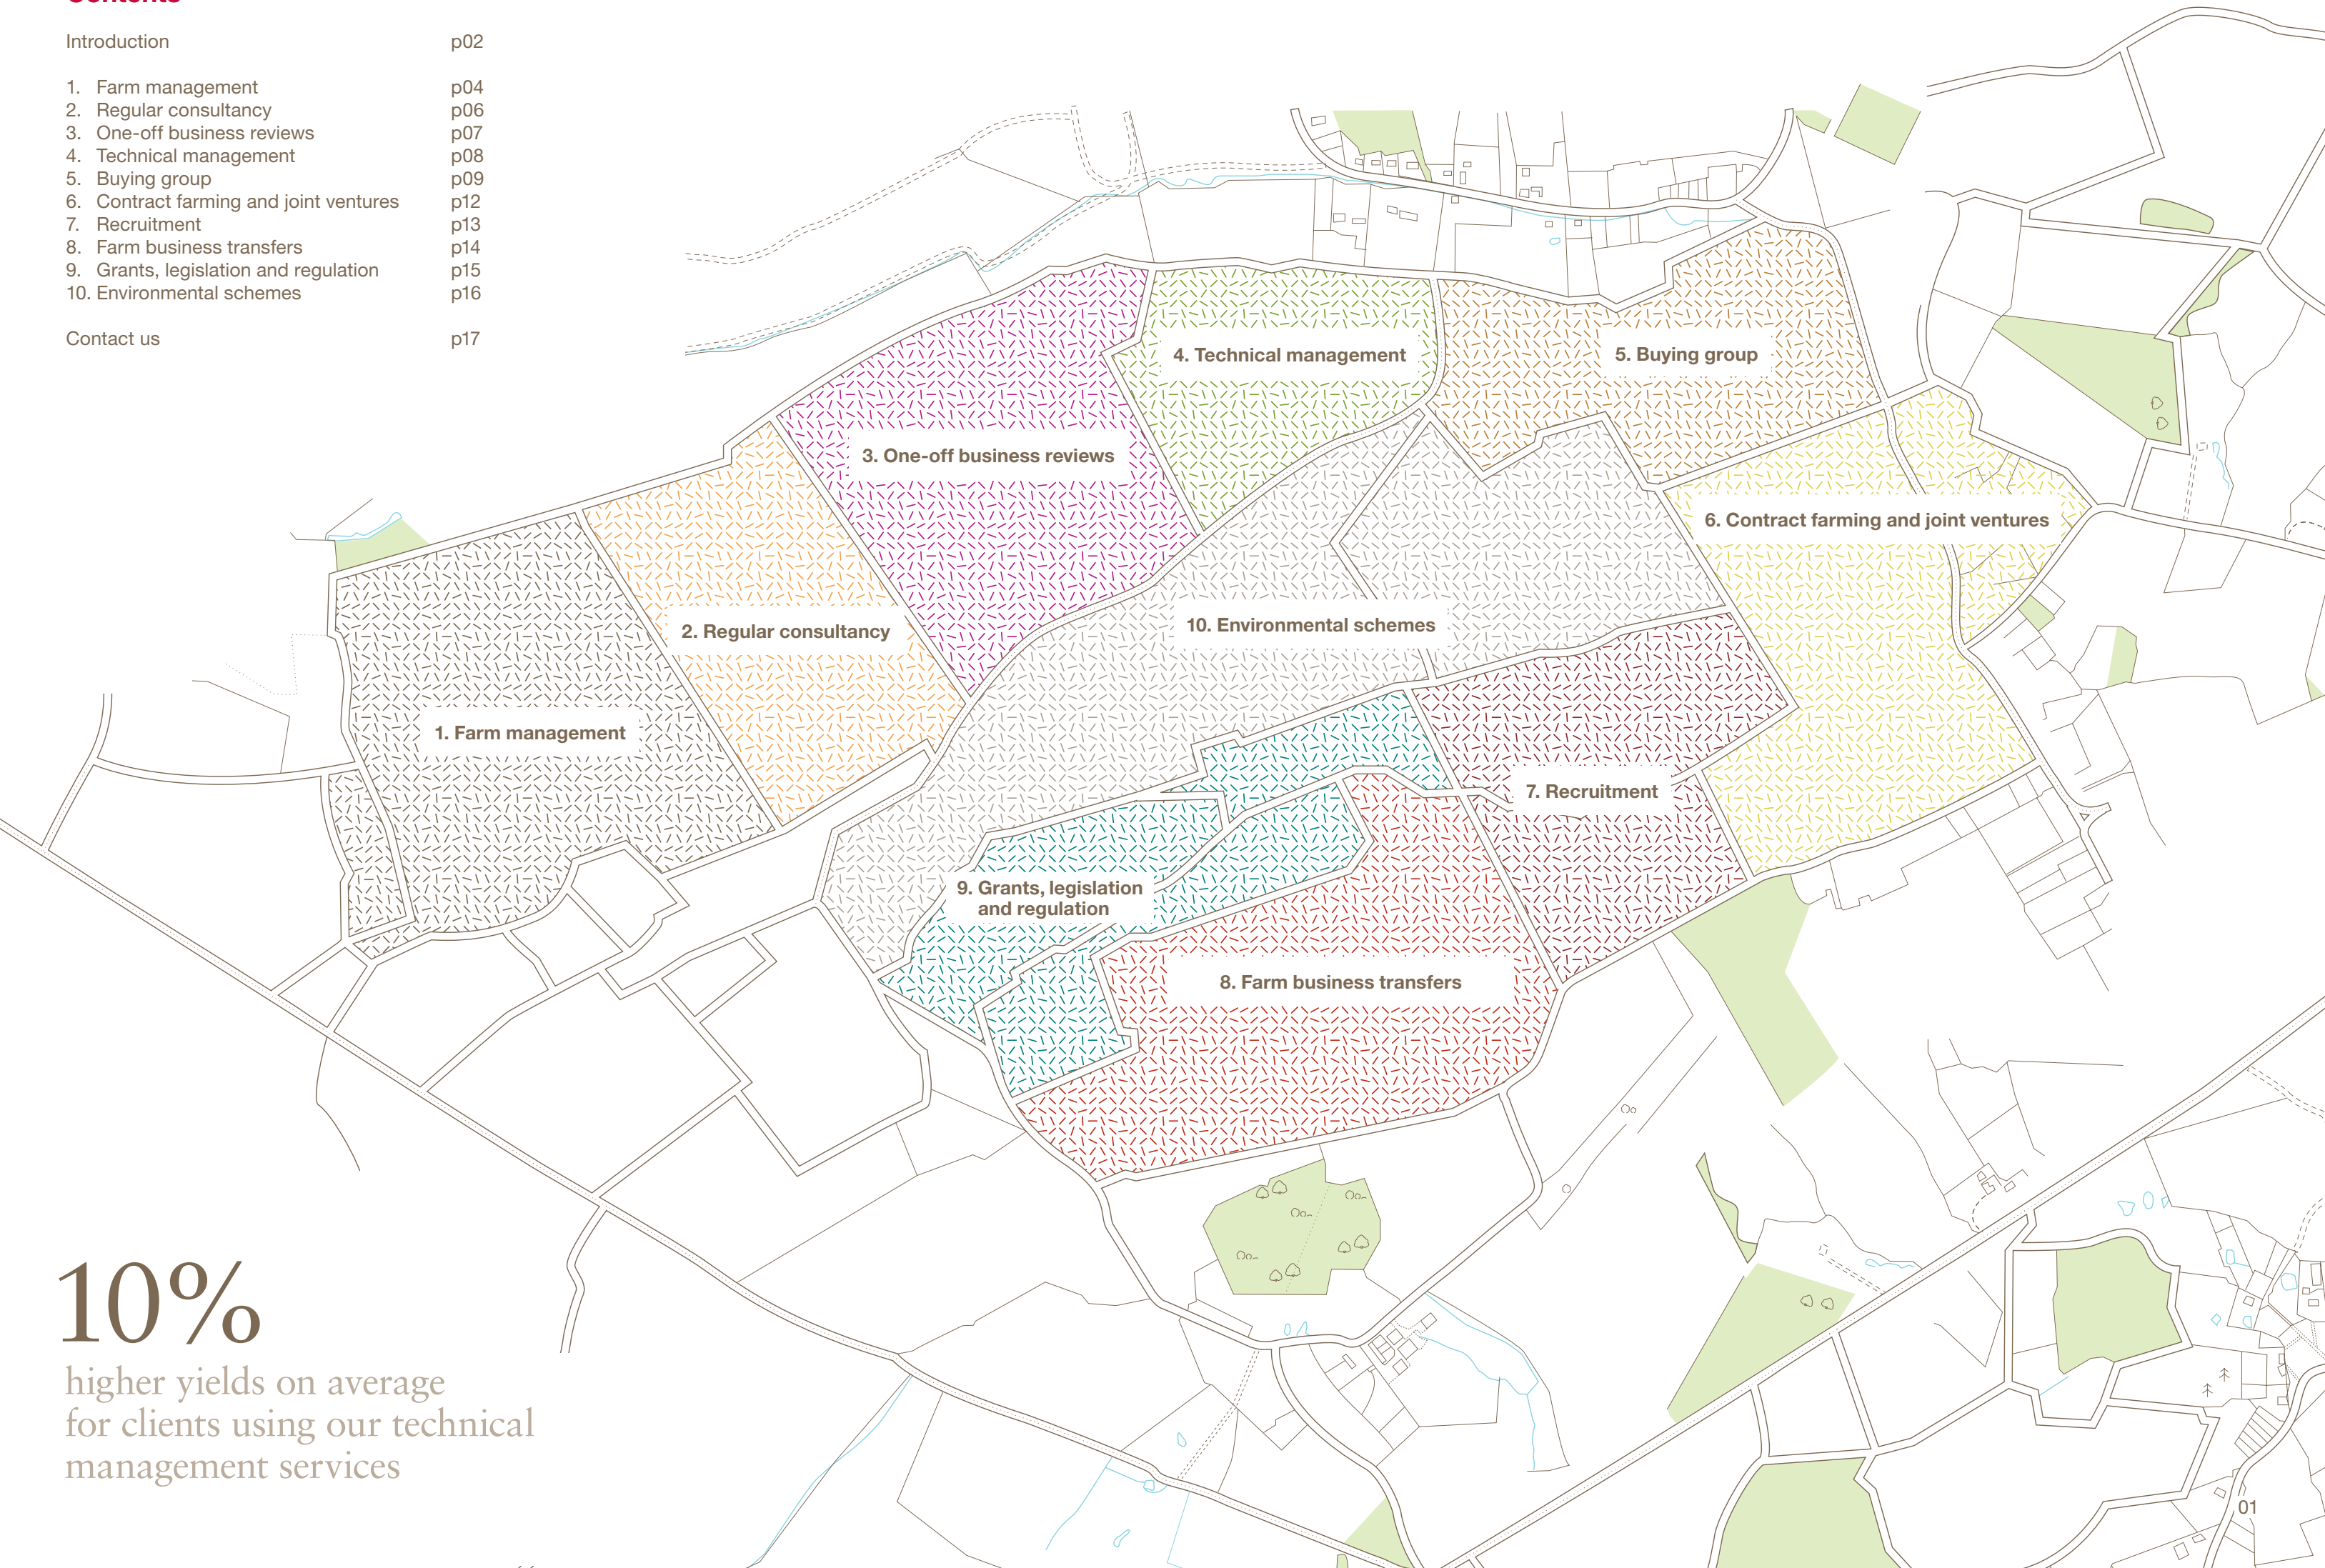 Contents
Introduction p02
1. Farm management p04
2. Regular consultancy p06
3. One-off business reviews p07
4. Technical management p08
5. Buying group p09
6. Contract farming and joint ventures p12
7. Recruitment p13
8. Farm business transfers p14
9. Grants, legislation and regulation p15
10. Environmental schemes p16
Contact us p17
4. Technical management
5. Buying group
3. One-off business reviews
6. Contract farming and joint ventures
10. Environmental schemes
2. Regular consultancy
1. Farm management
7. Recruitment
9. Grants, legislation
and regulation
8. Farm business transfers
10%
higher yields on average
for clients using our technical
management services
01